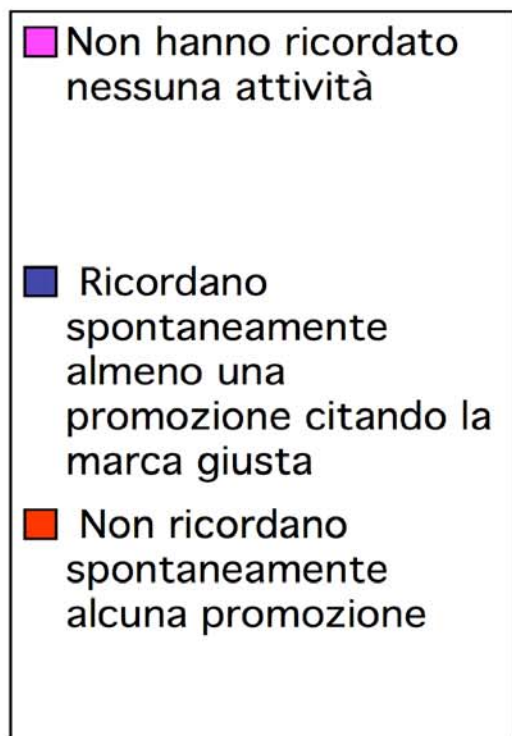 Non hanno ricordato
nessuna attività
Ricordano
spontaneamente
almeno una
promozione citando la
marca giusta
Non ricordano
spontaneamente
alcuna promozione